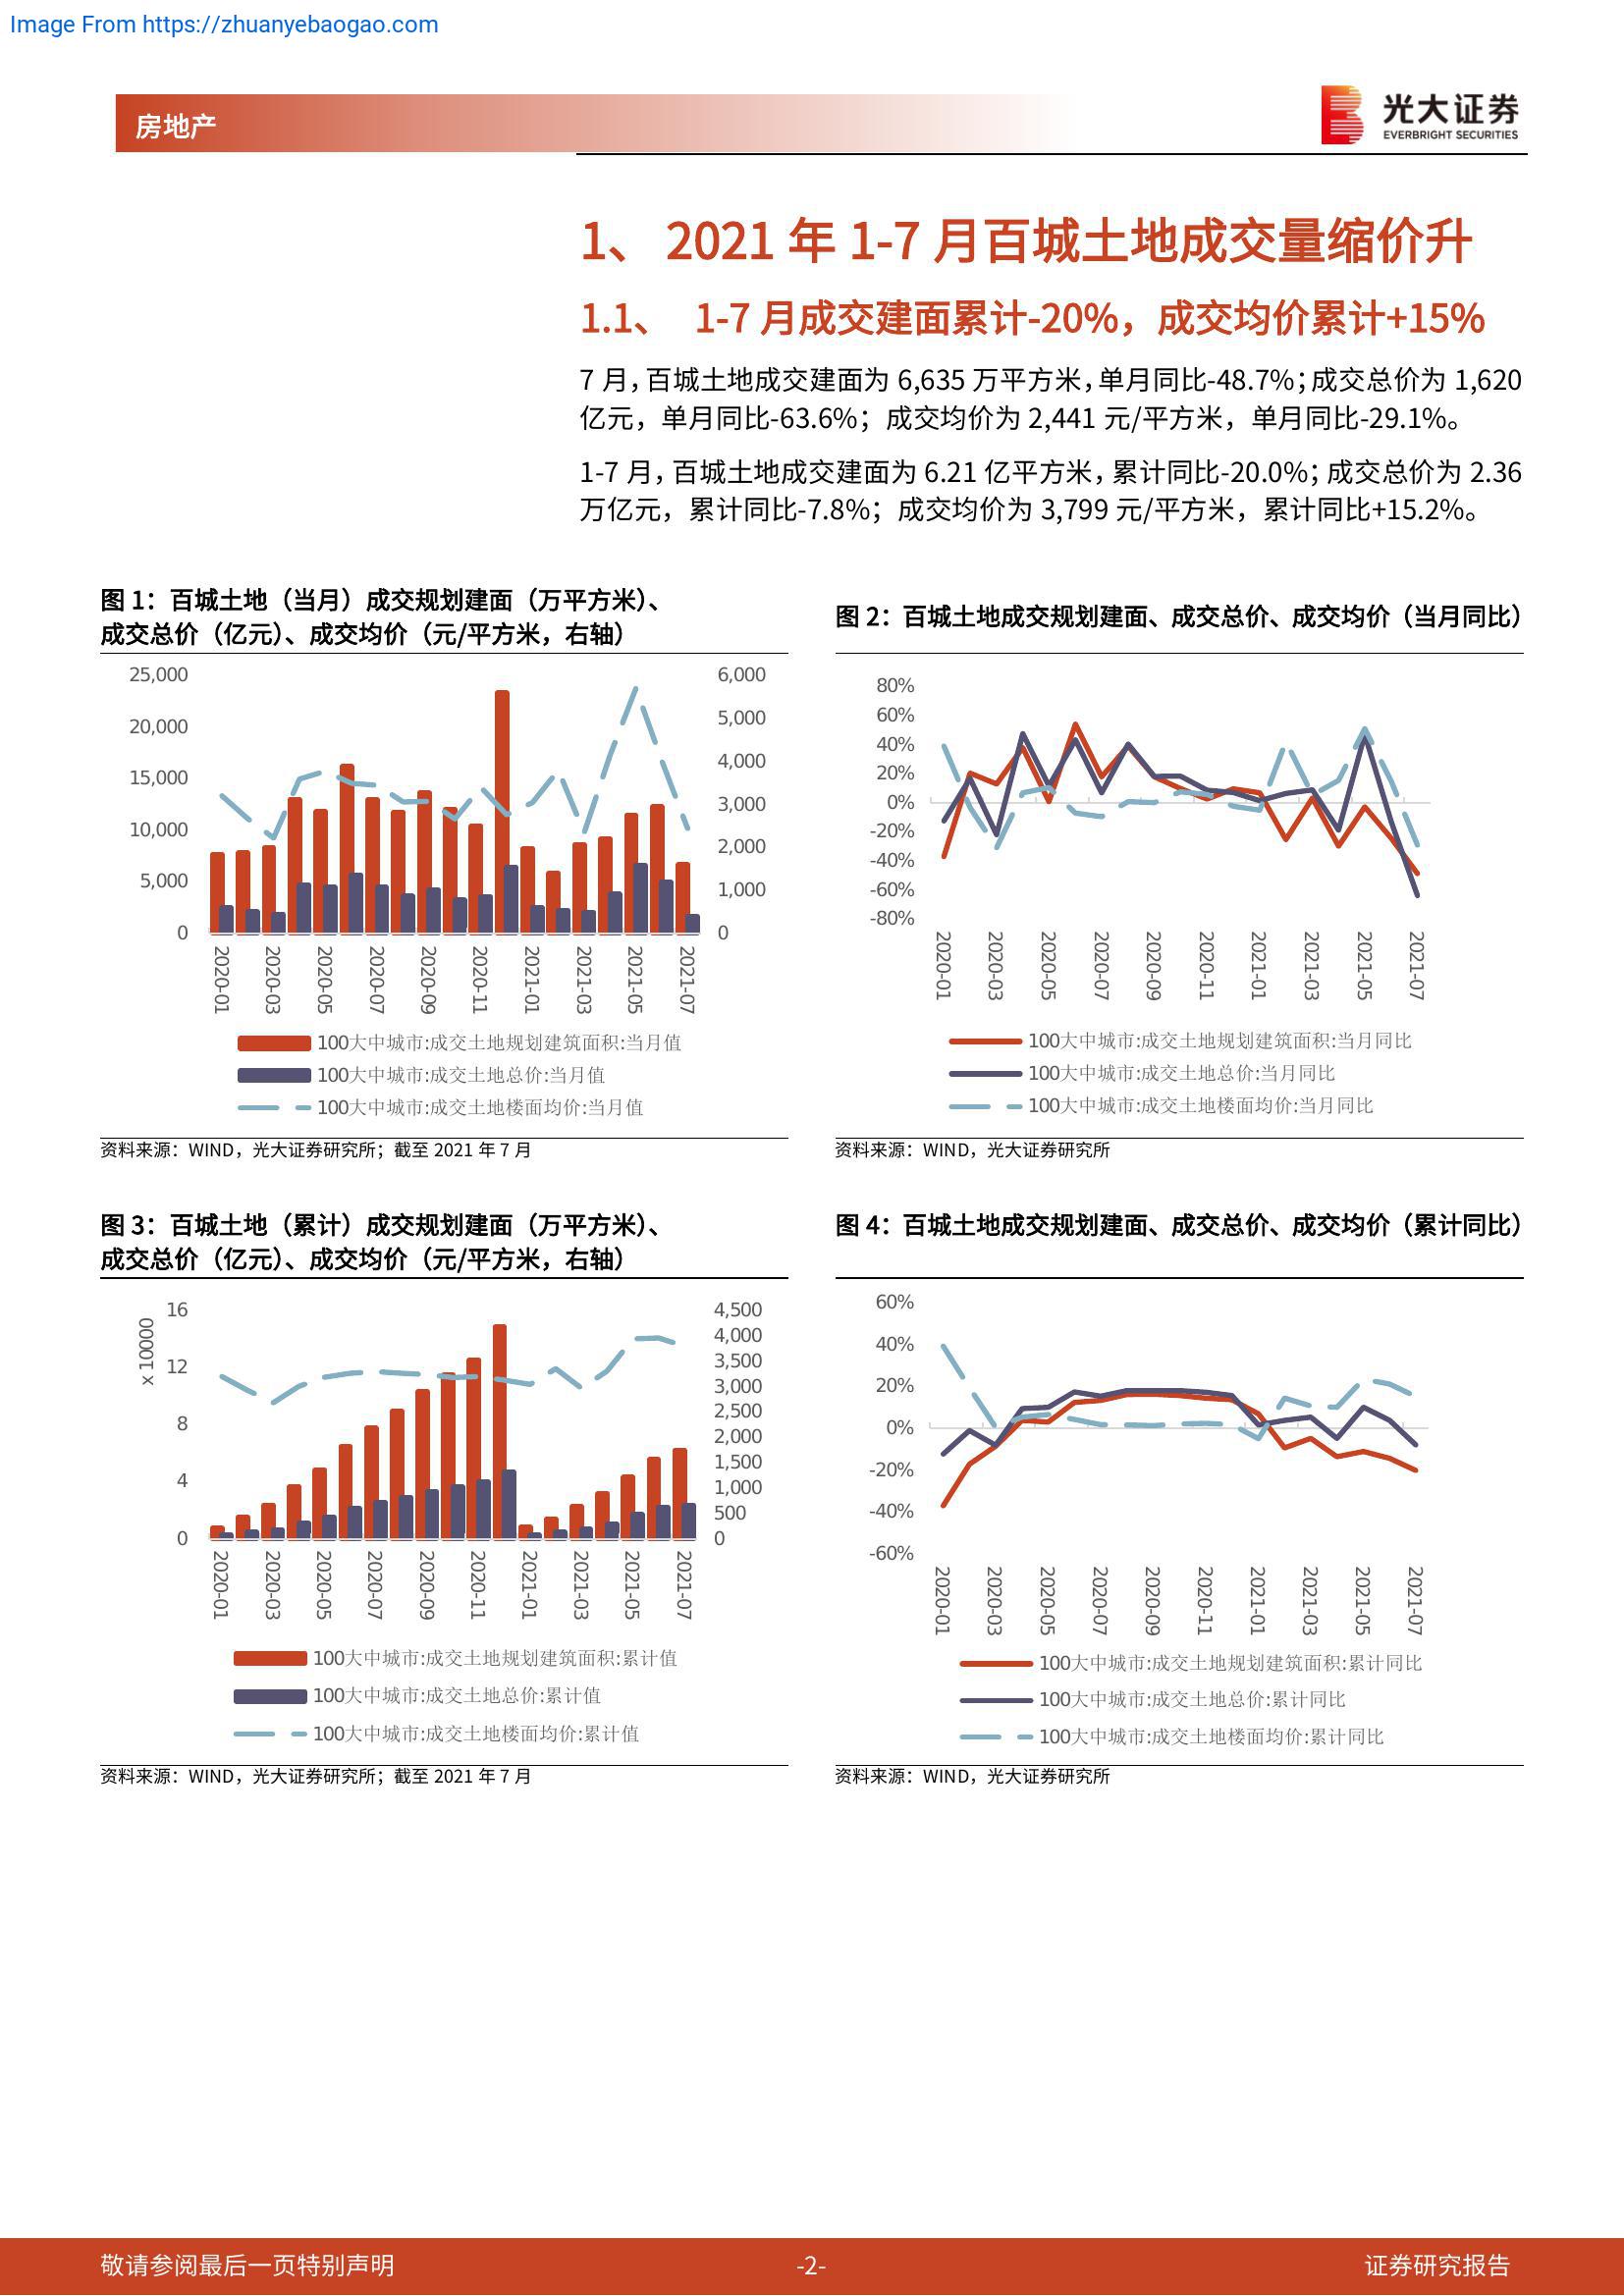 Image From https://zhuanyebaogao.com
房地产
光大证券
EVERBRIGHT SECURITIES
1、 2021 年 1-7 月百城土地成交量缩价升
1.1、 1-7 月成交建面累计-20%，成交均价累计+15%
7 月，百城土地成交建面为 6,635 万平方米，单月同比-48.7%；成交总价为 1,620
亿元，单月同比-63.6%；成交均价为 2,441 元/平方米，单月同比-29.1%。
1-7 月，百城土地成交建面为 6.21 亿平方米，累计同比-20.0%；成交总价为 2.36
万亿元，累计同比-7.8%；成交均价为 3,799 元/平方米，累计同比+15.2%。
图 1：百城土地（当月）成交规划建面（万平方米）、
成交总价（亿元）、成交均价（元/平方米，右轴）
25,000
20,000
15,000
10,000
5,000
0
6,000
5,000
4,000
3,000
2,000
1,000
0
2020-01
2020-03
2020-05
2020-07
2020-09
2020-11
2021-01
2021-03
2021-05
2021-07
100大中城市:成交土地规划建筑面积:当月值
100大中城市:成交土地总价:当月值
100大中城市:成交土地楼面均价:当月值
资料来源：WIND，光大证券研究所；截至 2021 年 7 月
图 2：百城土地成交规划建面、成交总价、成交均价（当月同比）
80%
60%
40%
20%
0%
-20%
-40%
-60%
-80%
2020-01
2020-03
2020-05
2020-07
2020-09
2020-11
2021-01
2021-03
2021-05
2021-07
100大中城市:成交土地规划建筑面积:当月同比
100大中城市:成交土地总价:当月同比
100大中城市:成交土地楼面均价:当月同比
资料来源：WIND，光大证券研究所
图 3：百城土地（累计）成交规划建面（万平方米）、
成交总价（亿元）、成交均价（元/平方米，右轴）
x 10000
16
12
8
4
0
4,500
4,000
3,500
3,000
2,500
2,000
1,500
1,000
500
0
2020-01
2020-03
2020-05
2020-07
2020-09
2020-11
2021-01
2021-03
2021-05
2021-07
100大中城市:成交土地规划建筑面积:累计值
100大中城市:成交土地总价:累计值
100大中城市:成交土地楼面均价:累计值
资料来源：WIND，光大证券研究所；截至 2021 年 7 月
图 4：百城土地成交规划建面、成交总价、成交均价（累计同比）
60%
40%
20%
0%
-20%
-40%
-60%
2020-01
2020-03
2020-05
2020-07
2020-09
2020-11
2021-01
2021-03
2021-05
2021-07
100大中城市:成交土地规划建筑面积:累计同比
100大中城市:成交土地总价:累计同比
100大中城市:成交土地楼面均价:累计同比
资料来源：WIND，光大证券研究所
敬请参阅最后一页特别声明
-2-
证券研究报告